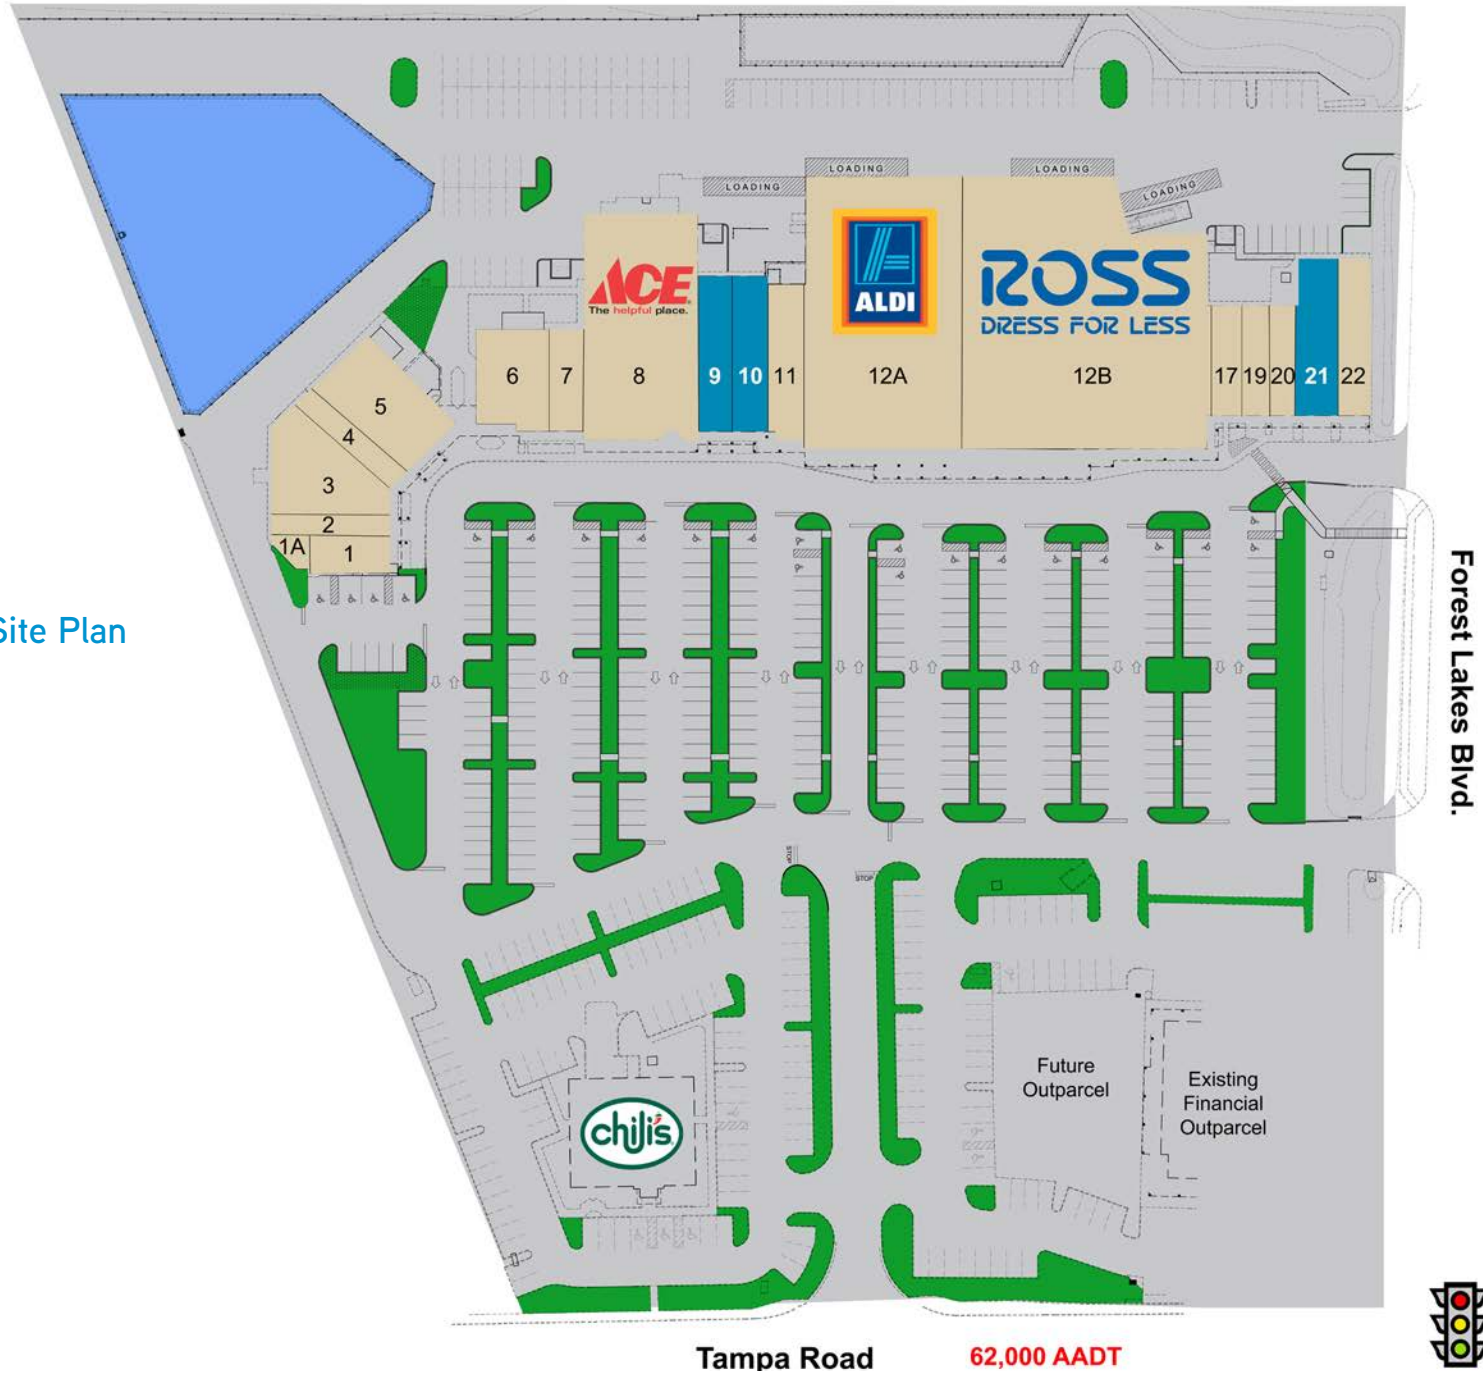 LOADING
LOADING
LOADING
LOADING
ACE
The helpful place.
ALDI
ROSS
DRESS FOR LESS
6
7
8
9
10
11
12A
12B
17
19
20
21
22
5
4
3
2
1A
1
Site Plan
Forest Lakes Blvd.
STOP
STOP
chili's
Future
Outparcel
Existing
Financial
Outparcel
Tampa Road
62,000 AADT